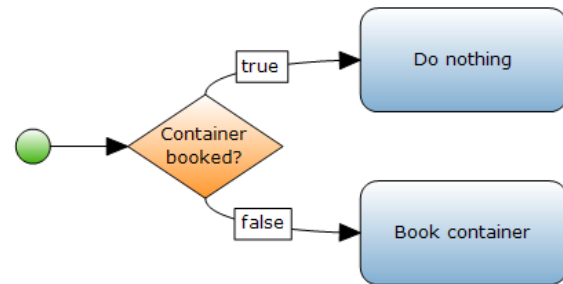 true
Do nothing
Container
booked?
false
Book container